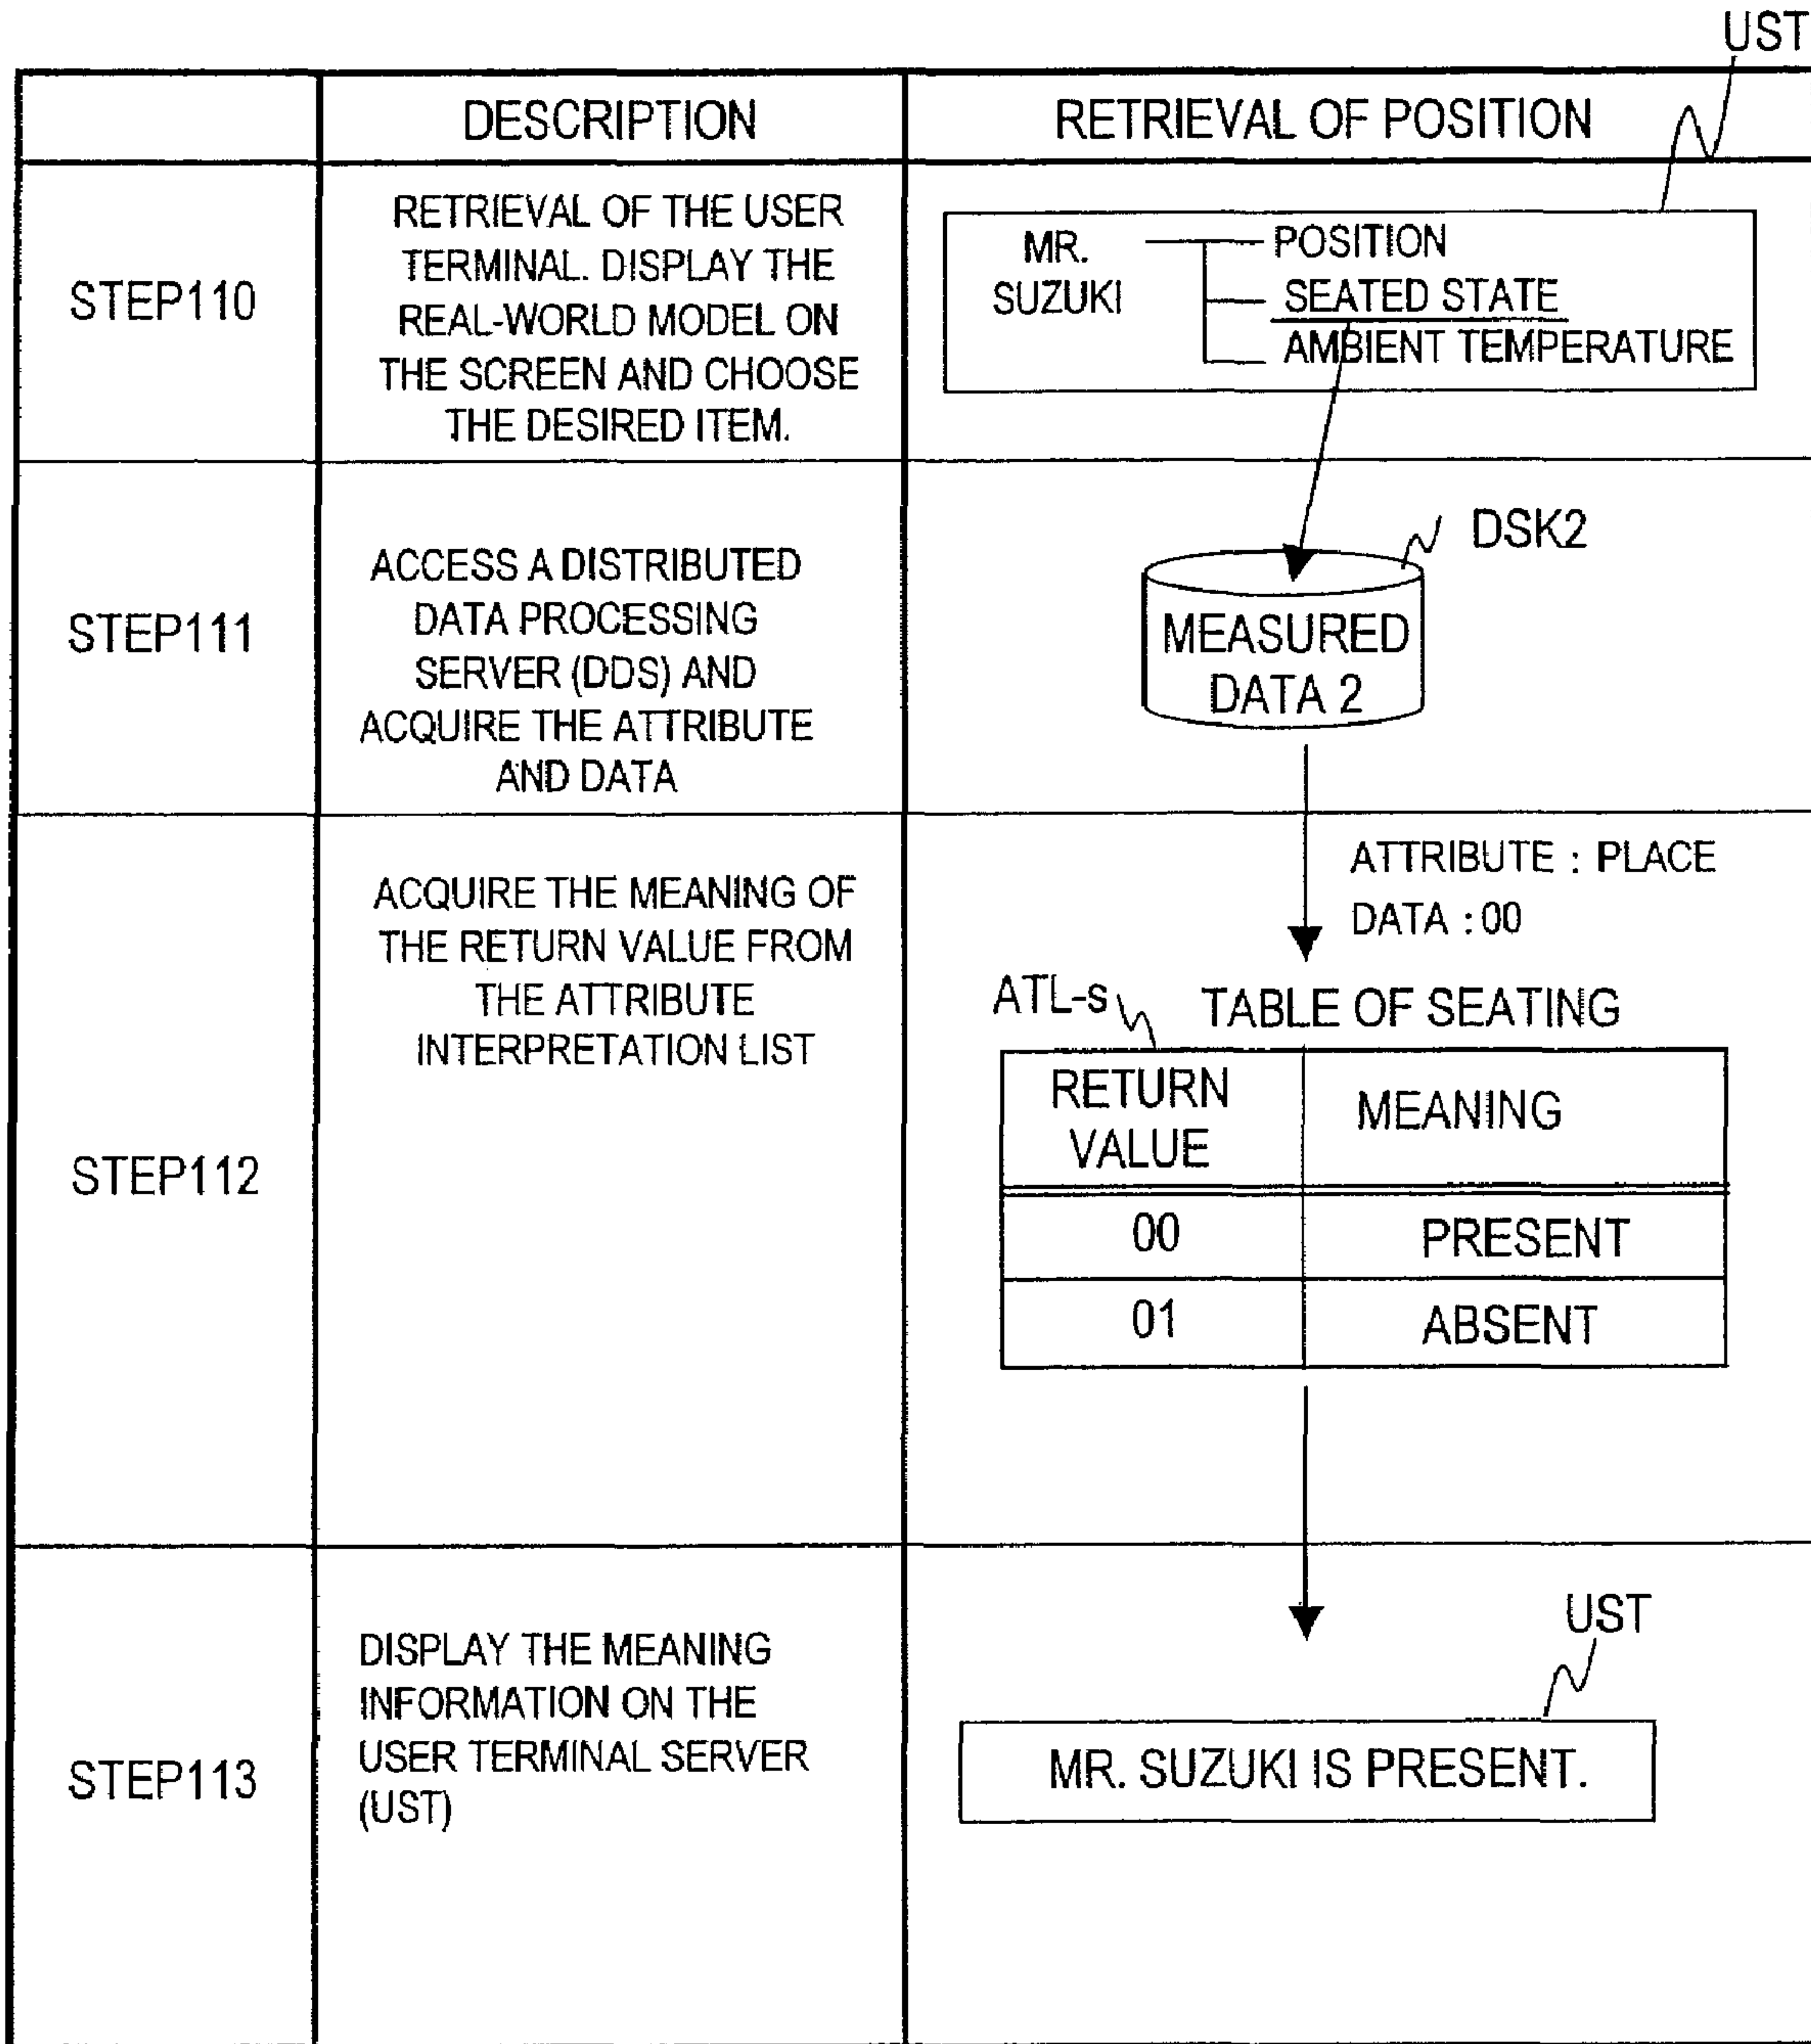 UST
DESCRIPTION
RETRIEVAL OF POSITION
STEP110
RETRIEVAL OF THE USER
TERMINAL. DISPLAY THE
REAL-WORLD MODEL ON
THE SCREEN AND CHOOSE
THE DESIRED ITEM.
MR.
SUZUKI
POSITION
SEATED STATE
AMBIENT TEMPERATURE
STEP111
ACCESS A DISTRIBUTED
DATA PROCESSING
SERVER (DDS) AND
ACQUIRE THE ATTRIBUTE
AND DATA
DSK2
MEASURED
DATA 2
STEP112
ACQUIRE THE MEANING OF
THE RETURN VALUE FROM
THE ATTRIBUTE
INTERPRETATION LIST
ATTRIBUTE : PLACE
DATA : 00
ATL-s
TABLE OF SEATING
RETURN
VALUE
MEANING
00
PRESENT
01
ABSENT
STEP113
DISPLAY THE MEANING
INFORMATION ON THE
USER TERMINAL SERVER
(UST)
UST
MR. SUZUKI IS PRESENT.